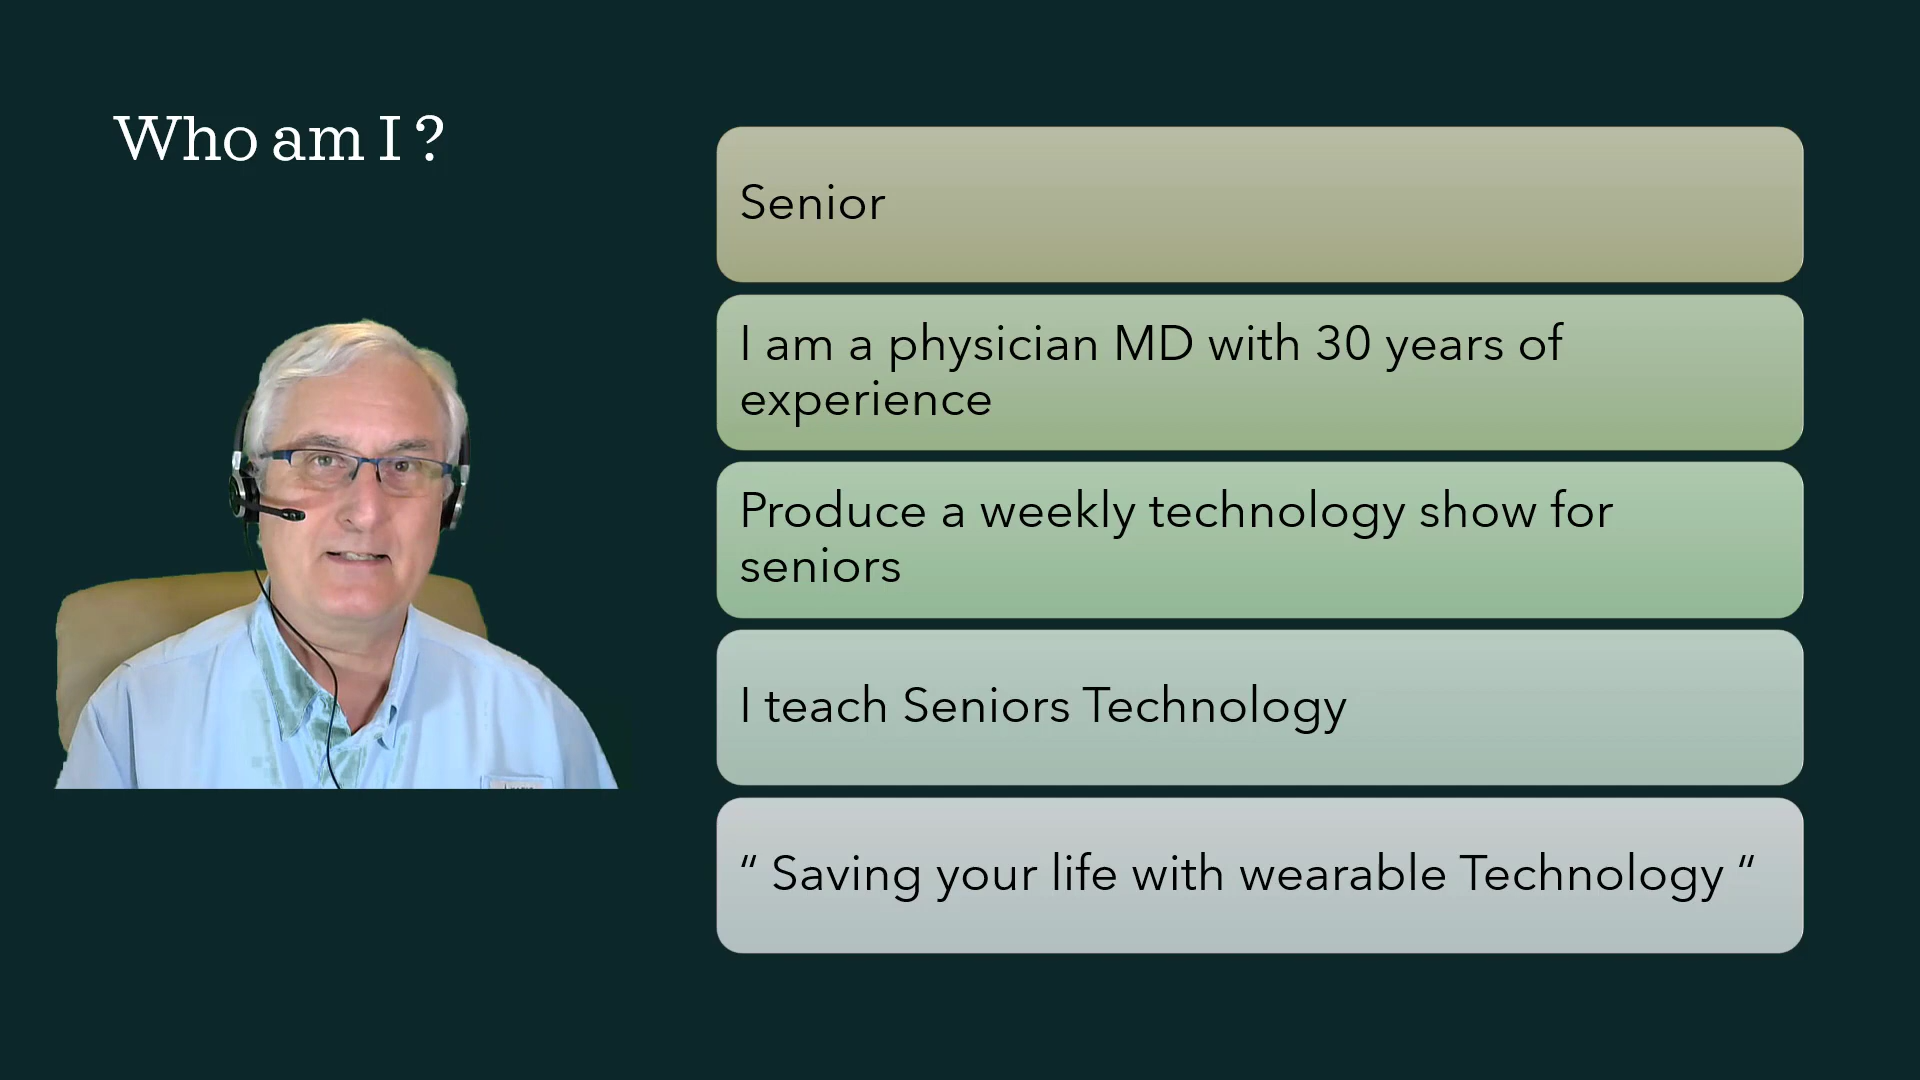 Who am I ?
Senior
I am a physician MD with 30 years of
experience
Produce a weekly technology show for
seniors
I teach Seniors Technology
“ Saving your life with wearable Technology “